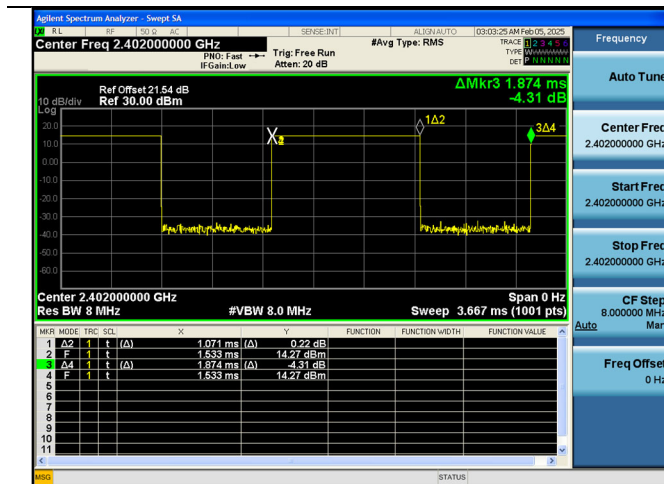 Agilent Spectrum Analyzer - Swept SA
LXI RL RF 50 Ω AC SENSE:INT ALIGNAUTO 03:03:25 AM Feb 05, 2025
Center Freq 2.402000000 GHz
PNO: Fast
IFGain:Low
Trig: Free Run
Atten: 20 dB
#Avg Type: RMS
TRACE 1 2 3 4 5 6
TYPE
DET P N N N N N
Ref Offset 21.54 dB
10 dB/div Ref 30.00 dBm
Log
ΔMkr3 1.874 ms
-4.31 dB
20.0
10.0
0.00
-10.0
-20.0
-30.0
-40.0
-50.0
-60.0
X
1Δ2
3Δ4
Center 2.402000000 GHz Span 0 Hz
Res BW 8 MHz #VBW 8.0 MHz Sweep 3.667 ms (1001 pts)
MKR MODE TRC SCL X Y FUNCTION FUNCTION WIDTH FUNCTION VALUE
1 Δ2 1 t (Δ) 1.071 ms (Δ) 0.22 dB
2 F 1 t 1.533 ms 14.27 dBm
3 Δ4 1 t (Δ) 1.874 ms (Δ) -4.31 dB
4 F 1 t 1.533 ms 14.27 dBm
5
6
7
8
9
10
11
MSG STATUS
Frequency
Auto Tune
Center Freq
2.402000000 GHz
Start Freq
2.402000000 GHz
Stop Freq
2.402000000 GHz
CF Step
8.000000 MHz
Auto Man
Freq Offset
0 Hz